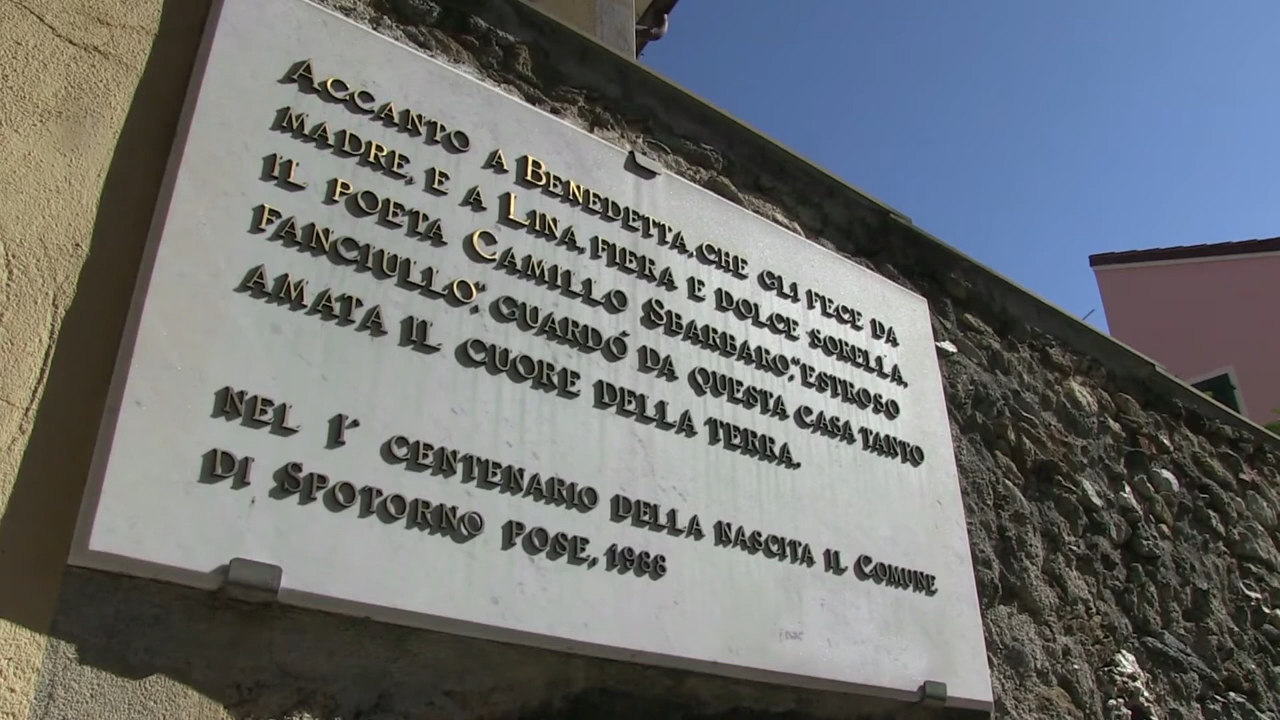 ACCANTO A BENEDETTA, CHE GLI FECE DA
MADRE, E A LINA, FIERA E DOLCE SORELLA,
IL POETA CAMILLO SBARBARO, "ESTROSO
FANCIULLO", GUARDÓ DA QUESTA CASA TANTO
AMATA IL CUORE DELLA TERRA.
NEL 1° CENTENARIO DELLA NASCITA IL COMUNE
DI SPOTORNO POSE, 1988